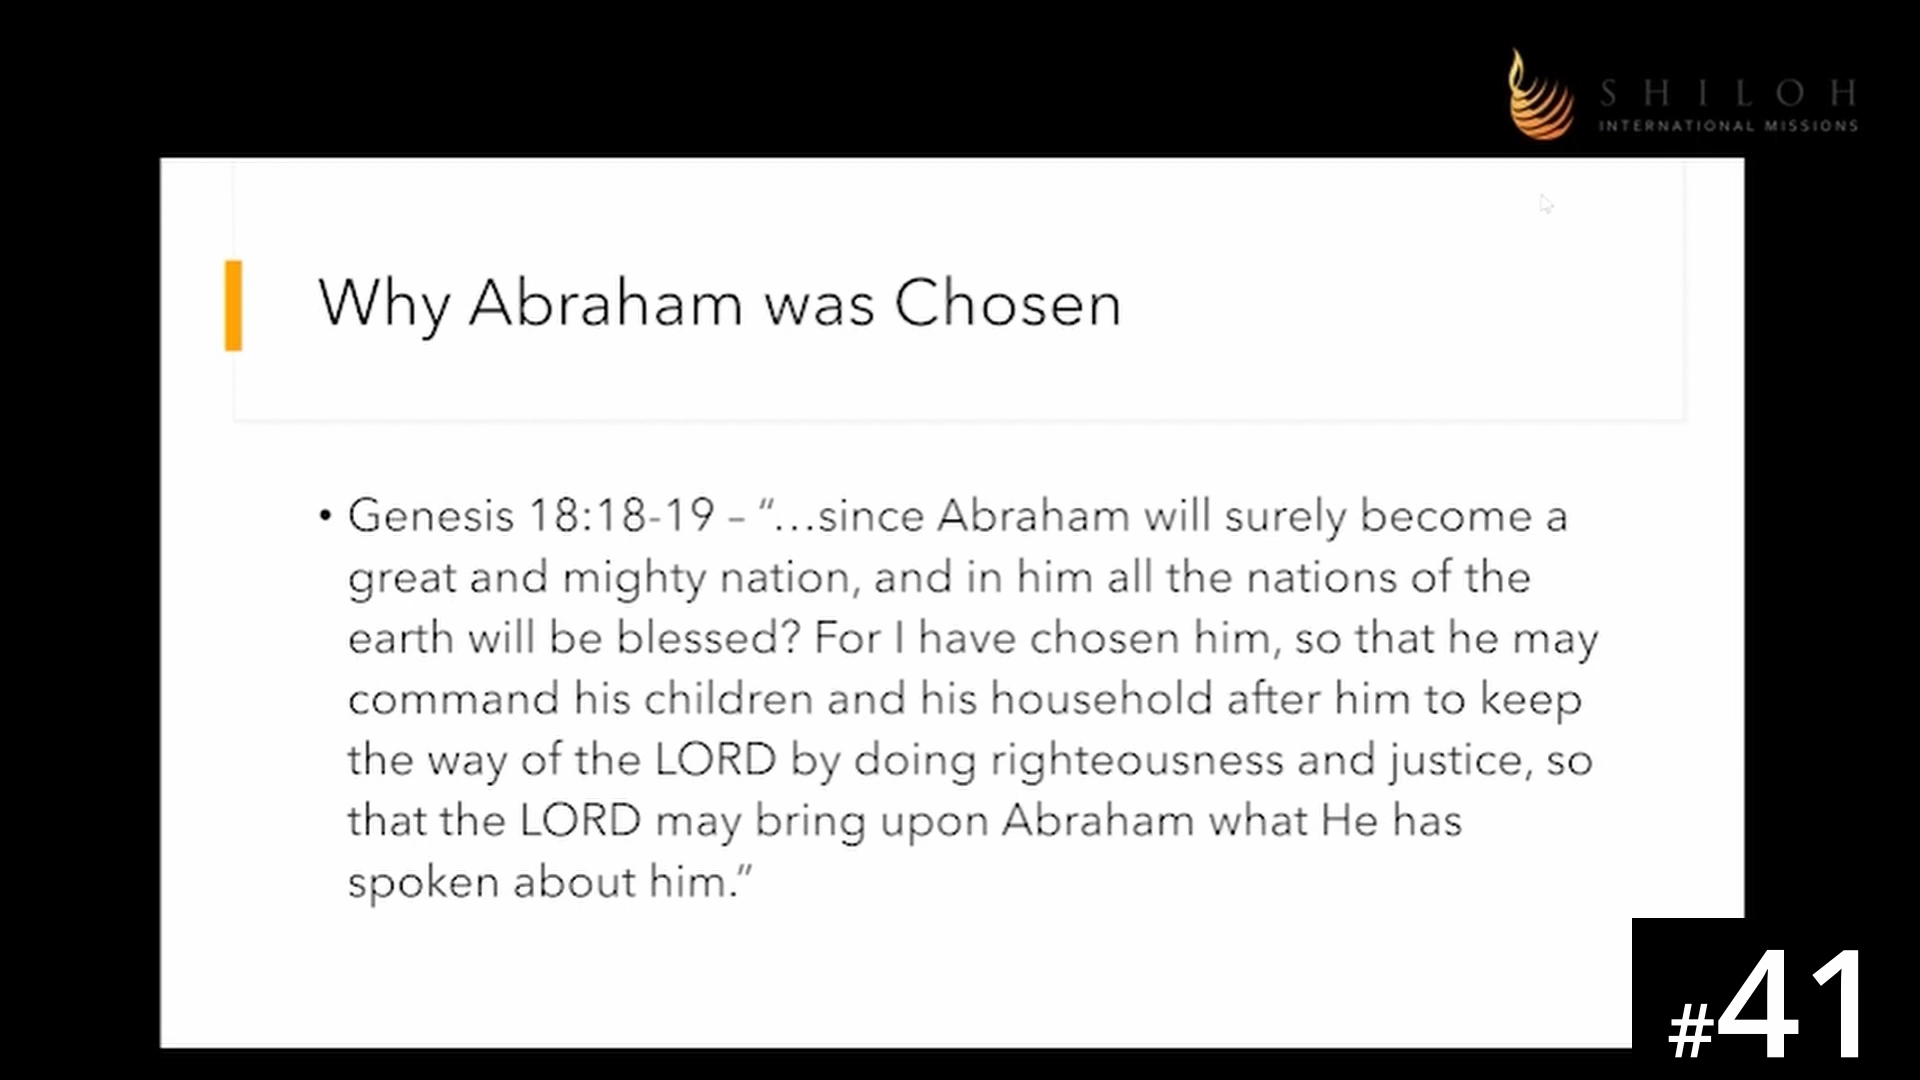 SHILOH
INTERNATIONAL MISSIONS
Why Abraham was Chosen
• Genesis 18:18-19 – “…since Abraham will surely become a
great and mighty nation, and in him all the nations of the
earth will be blessed? For I have chosen him, so that he may
command his children and his household after him to keep
the way of the LORD by doing righteousness and justice, so
that the LORD may bring upon Abraham what He has
spoken about him.”
#41